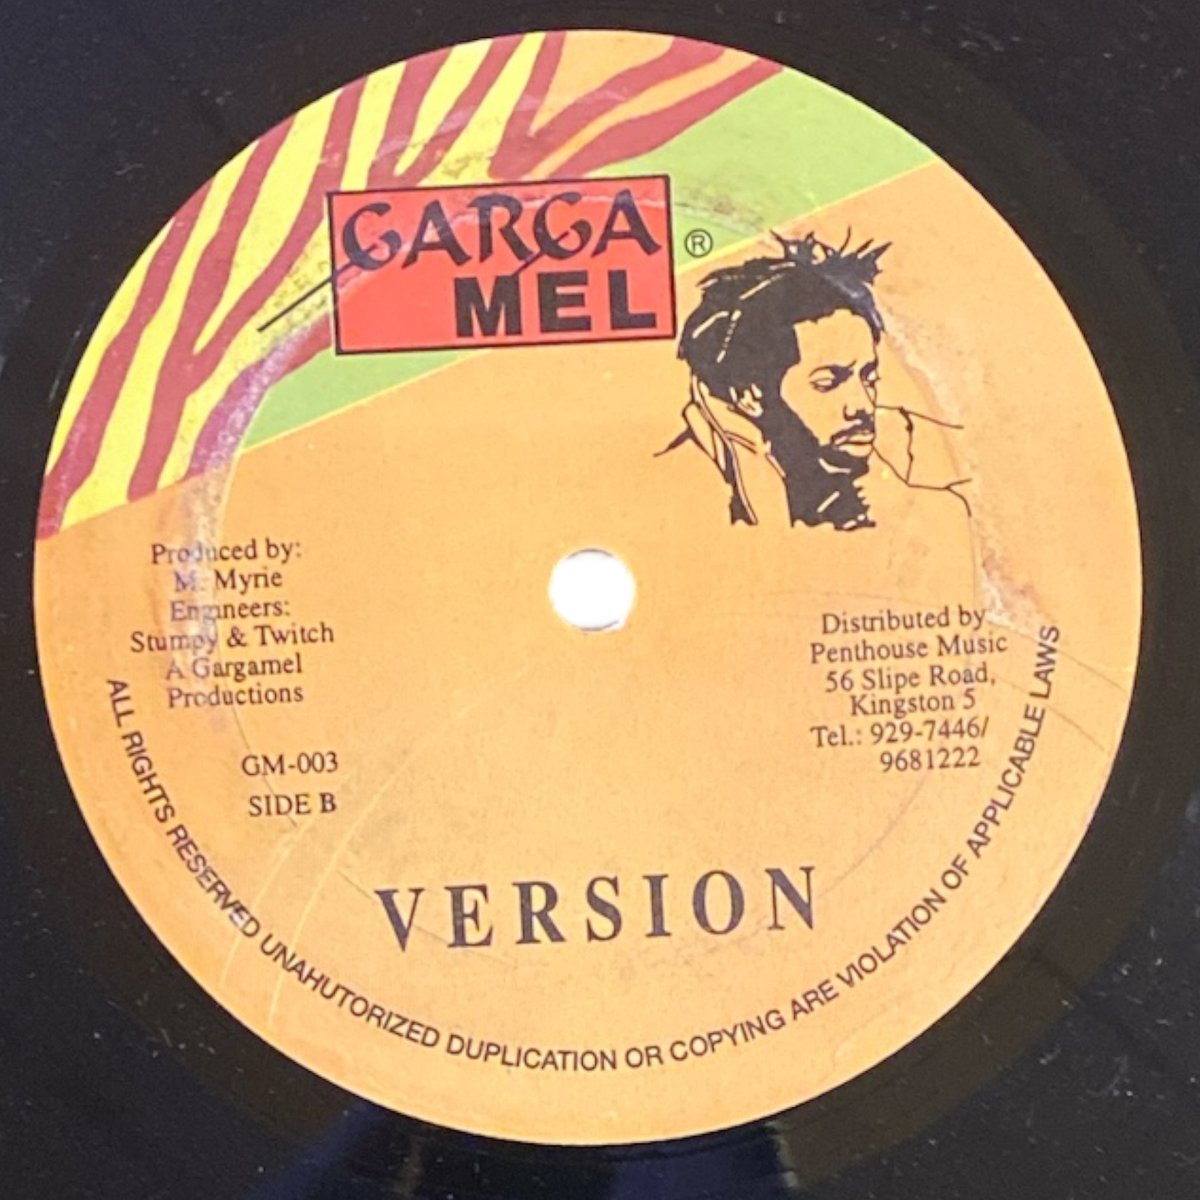 GARGA
MEL
®
Produced by:
M. Myrie
Engineers:
Stumpy & Twitch
A Gargamel
Productions
GM-003
SIDE B
Distributed by
Penthouse Music
56 Slipe Road,
Kingston 5
Tel.: 929-7446/
9681222
VERSION
ALL RIGHTS RESERVED UNAHUTORIZED DUPLICATION OR COPYING ARE VIOLATION OF APPLICABLE LAWS